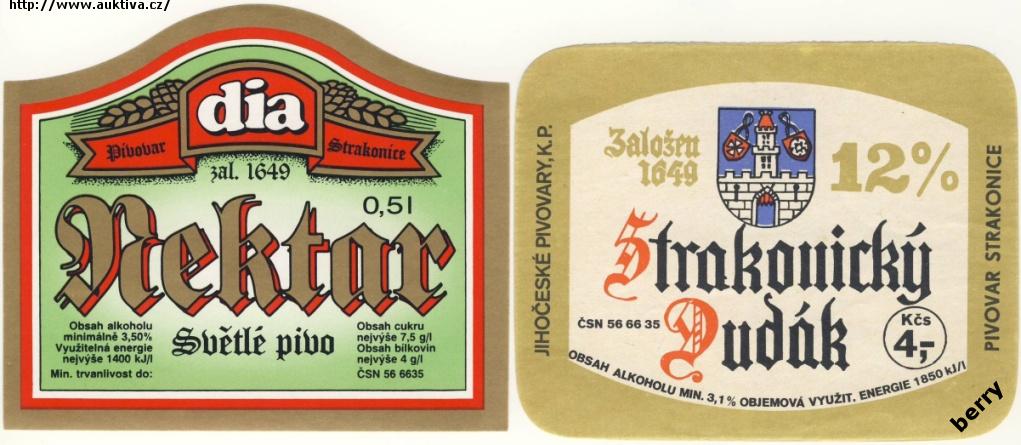 http://www.auktiva.cz/
dia
Pivovar Strakonice
zal. 1649
0,5l
Nektar
Světlé pivo
Obsah alkoholu
minimálně 3,50%
Využitelná energie
nejvýše 1400 kJ/l
Min. trvanlivost do:
Obsah cukru
nejvýše 7,5 g/l
Obsah bílkovin
nejvýše 4 g/l
ČSN 56 6635
JIHOČESKÉ PIVOVARY, K.P.
Založen
1649
12%
Strakonický
Dudák
ČSN 56 66 35
Kčs
4,-
OBSAH ALKOHOLU MIN. 3,1% OBJEMOVÁ VYUŽIT. ENERGIE 1850 kJ/l
PIVOVAR STRAKONICE
berry